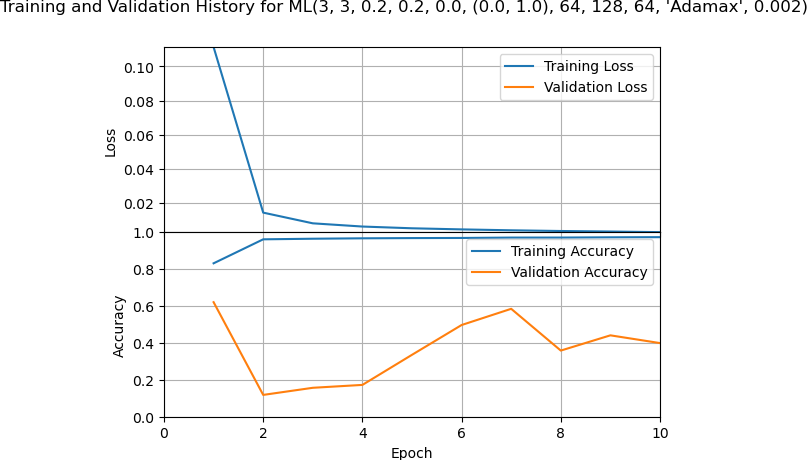 Training and Validation History for ML(3, 3, 0.2, 0.2, 0.0, (0.0, 1.0), 64, 128, 64, 'Adamax', 0.002)
Training Loss
Validation Loss
0.10
0.08
0.06
0.04
0.02
Loss
Training Accuracy
Validation Accuracy
1.0
0.8
0.6
0.4
0.2
0.0
Accuracy
0 2 4 6 8 10
Epoch